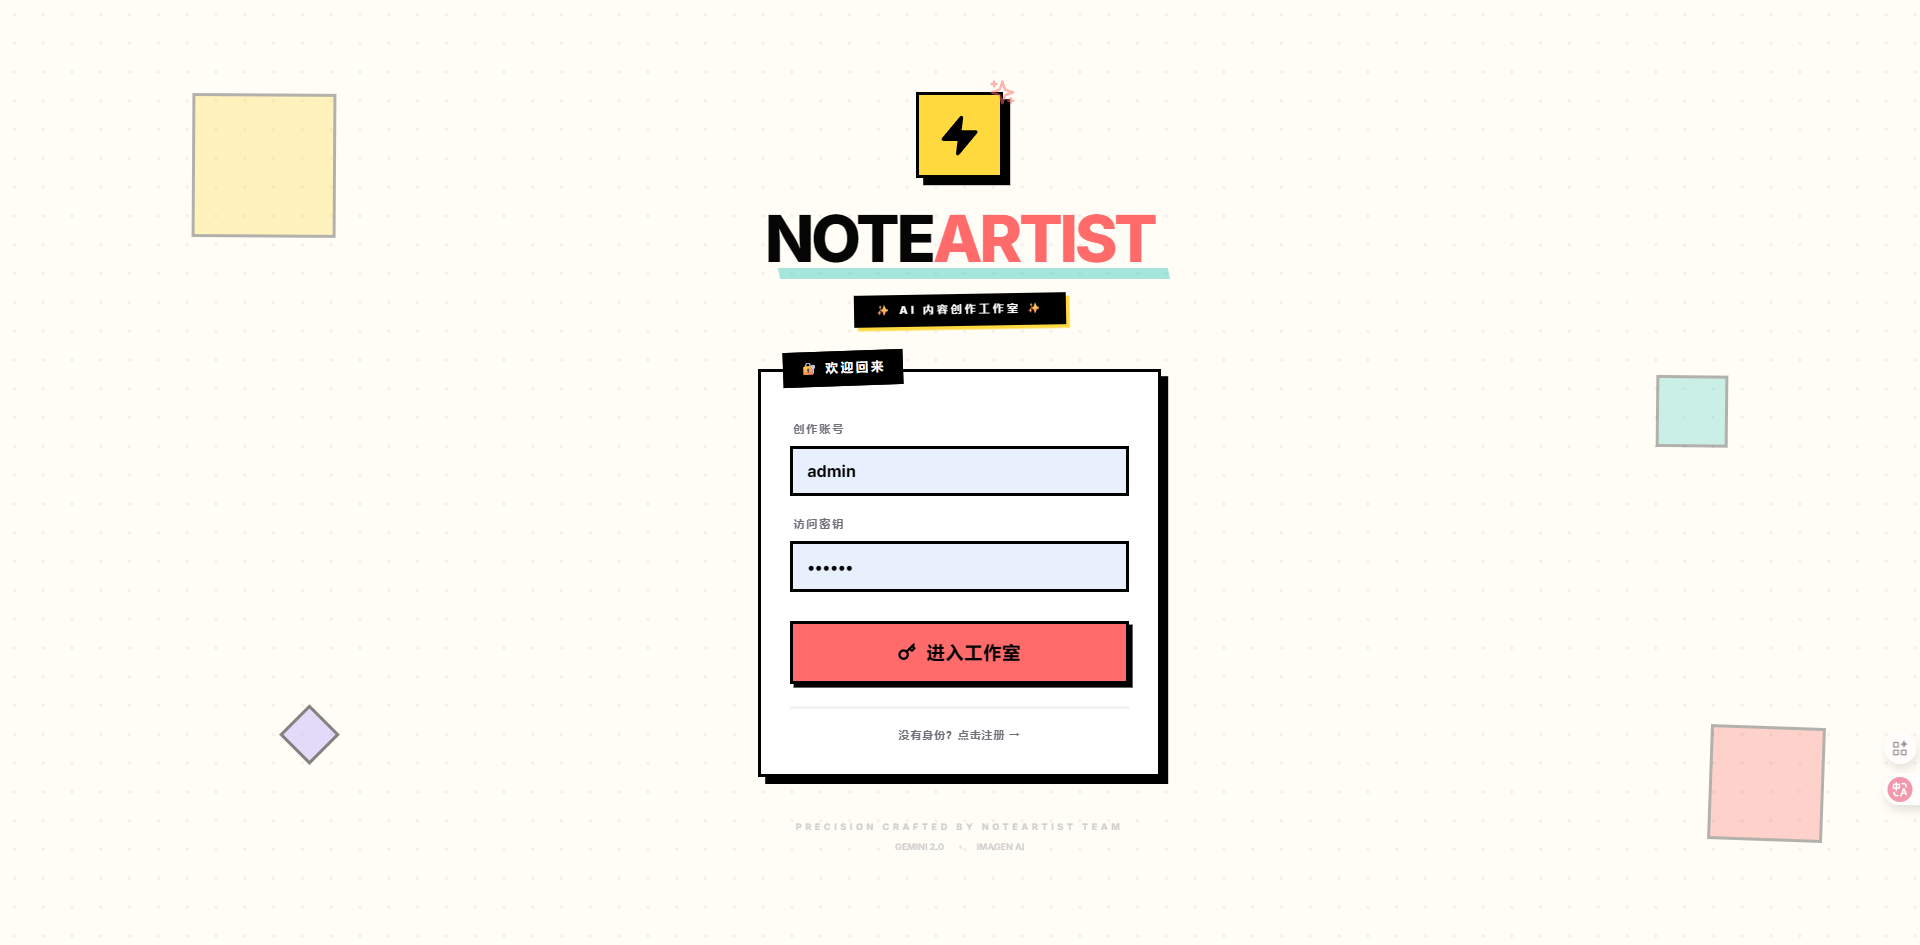 NOTEARTIST
✨ AI 内容创作工作室 ✨
🔐 欢迎回来
创作账号
admin
访问密钥
••••••
进入工作室
没有身份? 点击注册 →
PRECISION CRAFTED BY NOTEARTIST TEAM
GEMINI 2.0 • IMAGEN AI